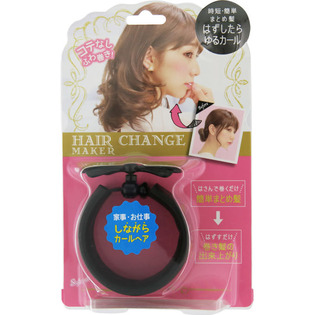 時短・簡単
まとめ髪
はずしたら
ゆるカール
コテなし
ふわ巻き!
Before
HAIR CHANGE
MAKER
はさんで巻くだけ
簡単まとめ髪
家事・お仕事
しながら
カールヘア
はずすだけ
巻き髪の
出来上がり